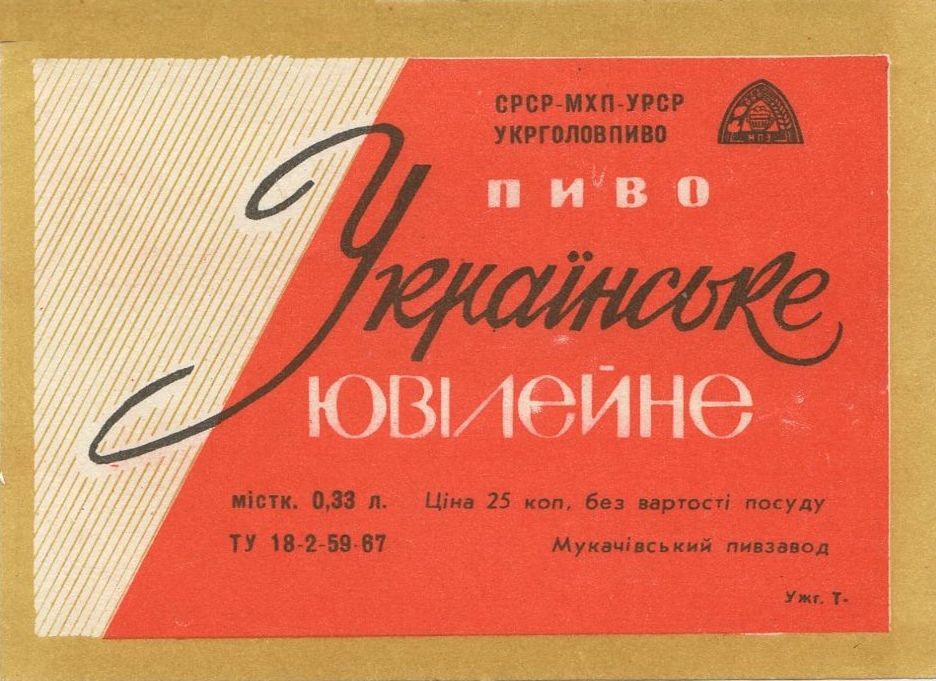 СРСР-МХП-УРСР
УКРГОЛОВПИВО
МПЗ
ПИВО
Українське
ЮВІЛЕЙНЕ
містк. 0,33 л. Ціна 25 коп, без вартості посуду
ТУ 18-2-59-67 Мукачівський пивзавод
Ужг. Т-